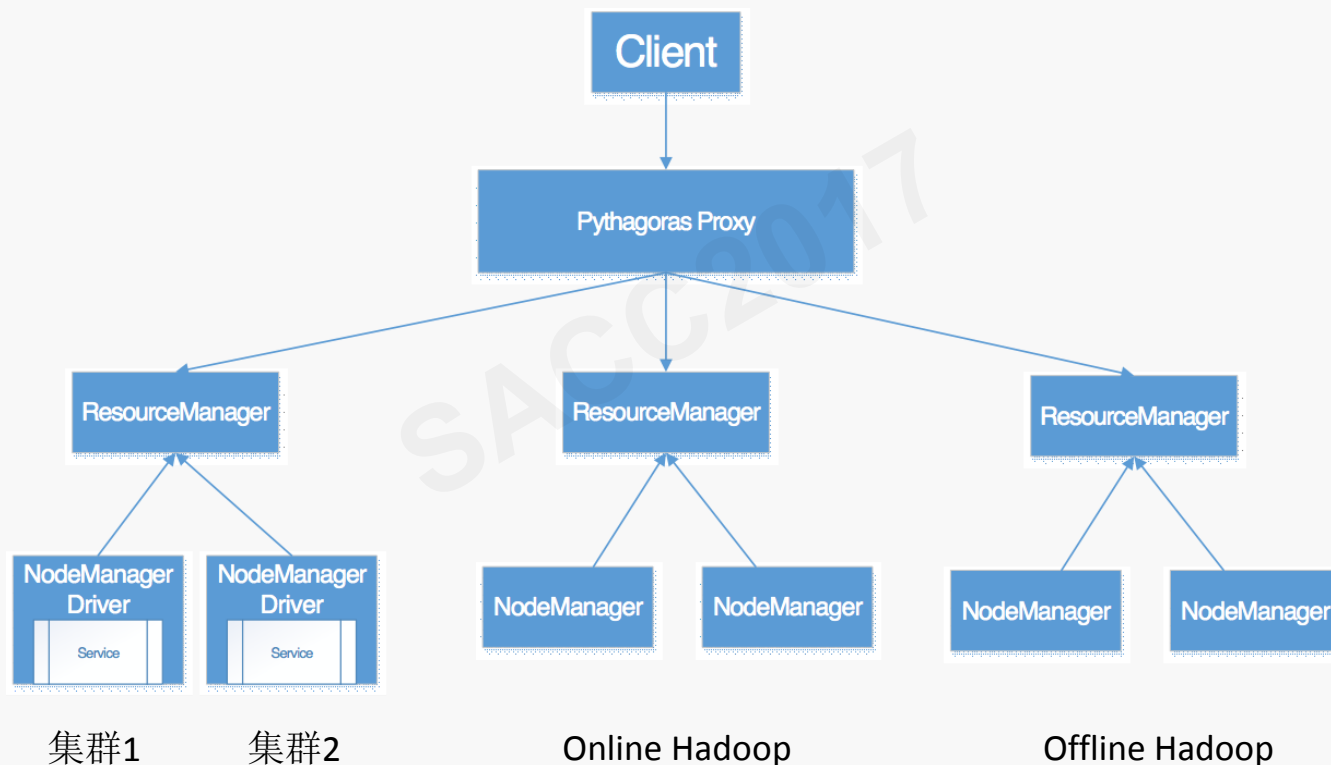 Client
Pythagoras Proxy
SACC2017
ResourceManager
ResourceManager
ResourceManager
NodeManager
Driver
Service
NodeManager
Driver
Service
NodeManager
NodeManager
NodeManager
NodeManager
集群1
集群2
Online Hadoop
Offline Hadoop